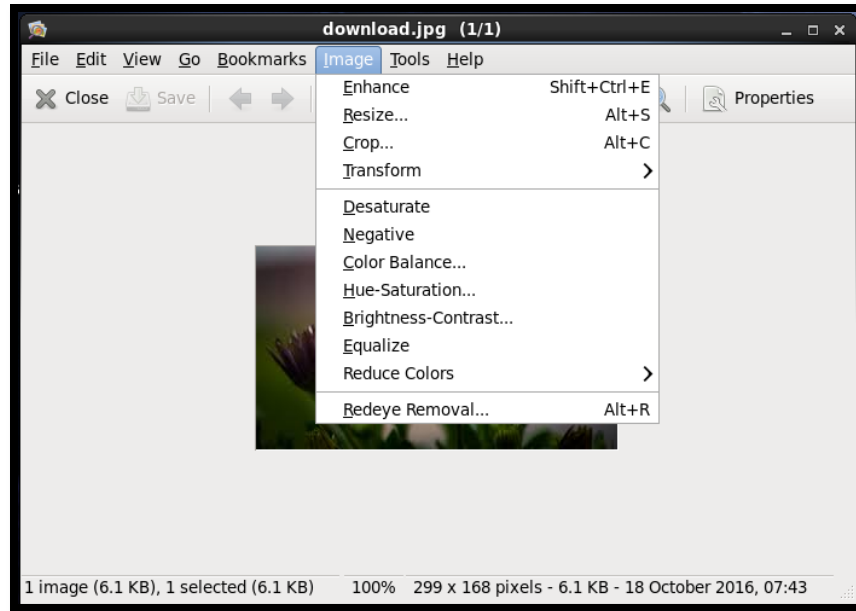 download.jpg (1/1)
File Edit View Go Bookmarks Image Tools Help
Close Save Properties
Enhance Shift+Ctrl+E
Resize... Alt+S
Crop... Alt+C
Transform
Desaturate
Negative
Color Balance...
Hue-Saturation...
Brightness-Contrast...
Equalize
Reduce Colors
Redeye Removal... Alt+R
1 image (6.1 KB), 1 selected (6.1 KB) 100% 299 x 168 pixels - 6.1 KB - 18 October 2016, 07:43